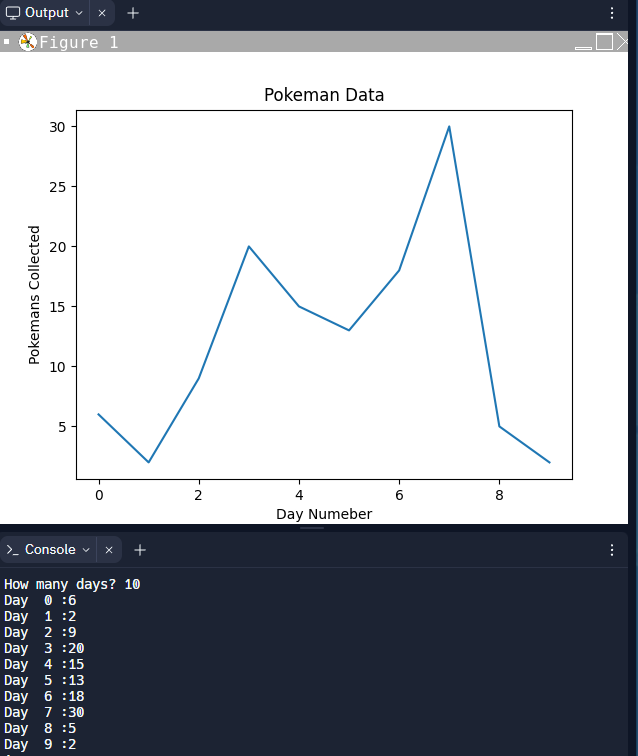 Output
Figure 1
Pokeman Data
Pokemans Collected
30
25
20
15
10
5
0 2 4 6 8
Day Numeber
Console
How many days? 10
Day  0 :6
Day  1 :2
Day  2 :9
Day  3 :20
Day  4 :15
Day  5 :13
Day  6 :18
Day  7 :30
Day  8 :5
Day  9 :2